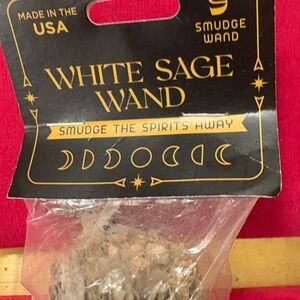 MADE IN THE
USA
SMUDGE
WAND
WHITE SAGE
WAND
SMUDGE THE SPIRITS AWAY